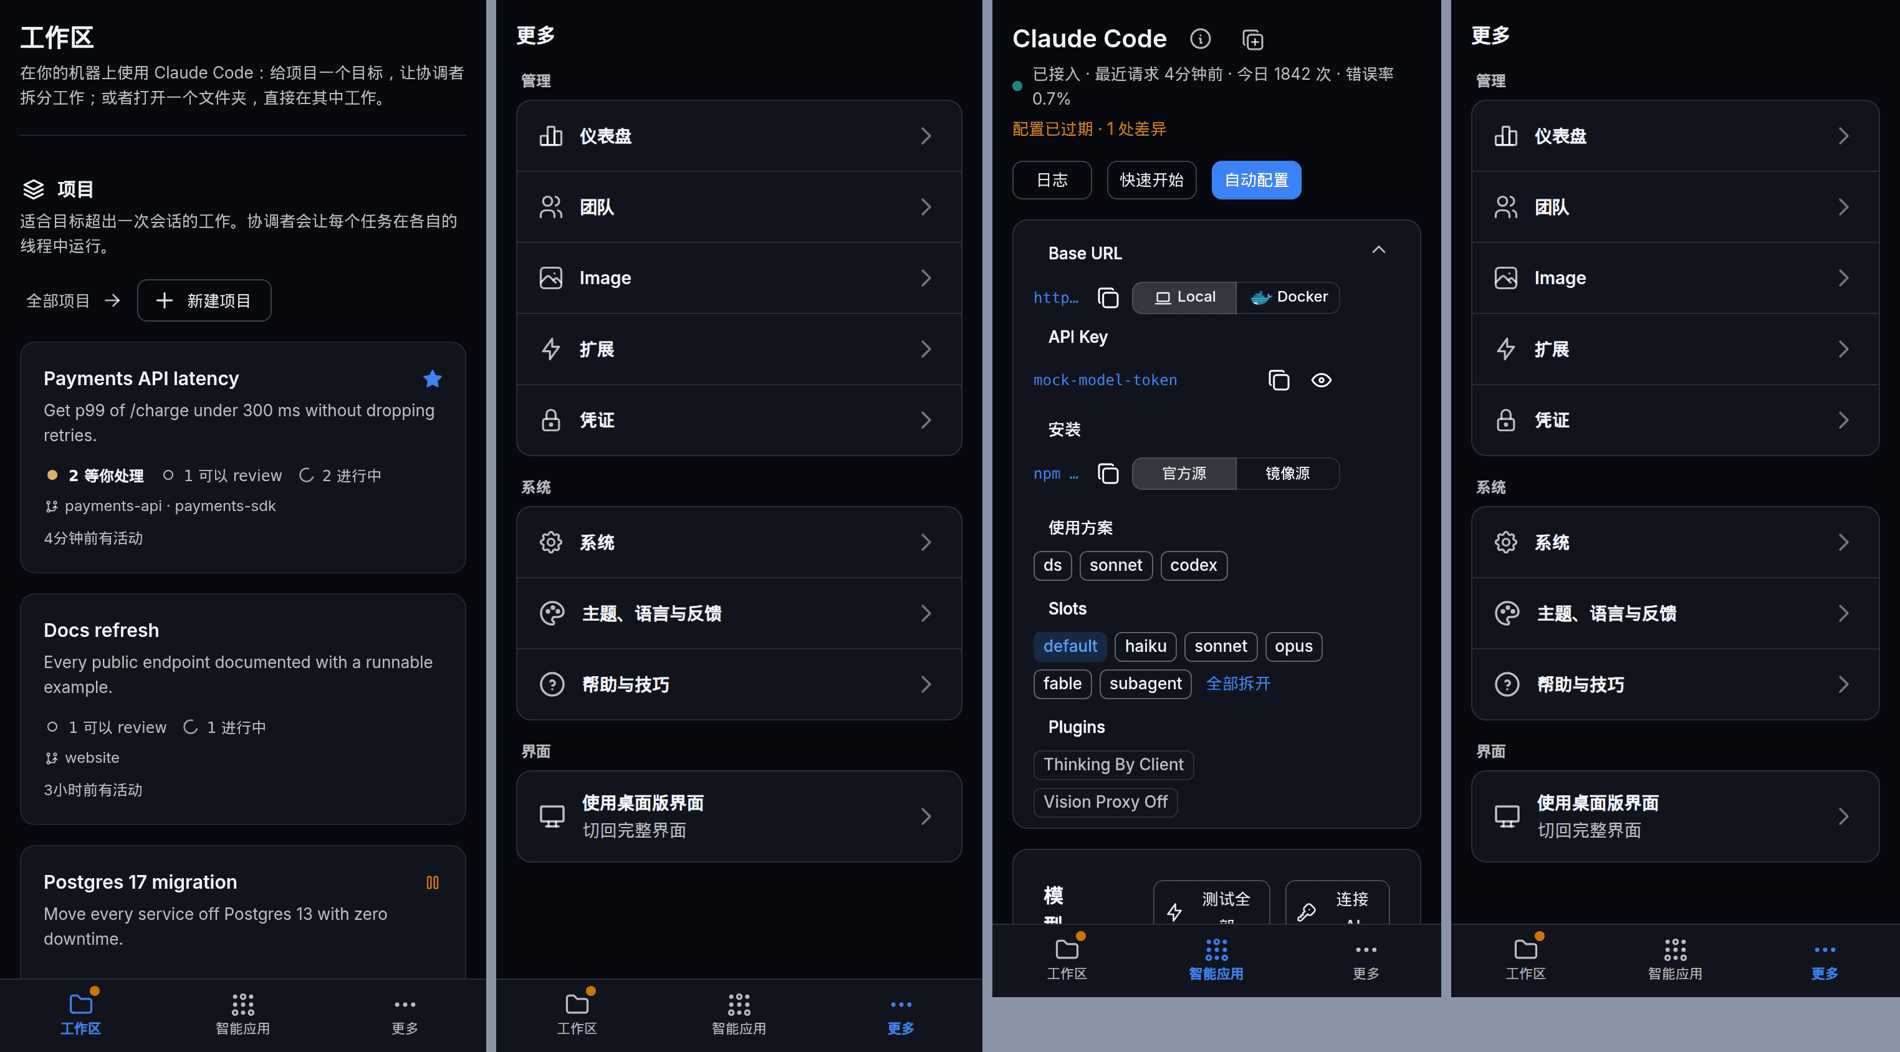 工作区
在你的机器上使用 Claude Code：给项目一个目标，让协调者
拆分工作；或者打开一个文件夹，直接在其中工作。
项目
适合目标超出一次会话的工作。协调者会让每个任务在各自的
线程中运行。
全部项目 →
+ 新建项目
Payments API latency
Get p99 of /charge under 300 ms without dropping
retries.
2 等你处理 1 可以 review 2 进行中
payments-api · payments-sdk
4分钟前有活动
Docs refresh
Every public endpoint documented with a runnable
example.
1 可以 review 1 进行中
website
3小时前有活动
Postgres 17 migration
Move every service off Postgres 13 with zero
downtime.
工作区
智能应用
更多
更多
管理
仪表盘
团队
Image
扩展
凭证
系统
系统
主题、语言与反馈
帮助与技巧
界面
使用桌面版界面
切回完整界面
工作区
智能应用
更多
Claude Code
已接入 · 最近请求 4分钟前 · 今日 1842 次 · 错误率
0.7%
配置已过期 · 1 处差异
日志
快速开始
自动配置
Base URL
http…
Local
Docker
API Key
mock-model-token
安装
npm …
官方源
镜像源
使用方案
ds
sonnet
codex
Slots
default
haiku
sonnet
opus
fable
subagent
全部拆开
Plugins
Thinking By Client
Vision Proxy Off
模
型
测试全
部
连接
AI
工作区
智能应用
更多
更多
管理
仪表盘
团队
Image
扩展
凭证
系统
系统
主题、语言与反馈
帮助与技巧
界面
使用桌面版界面
切回完整界面
工作区
智能应用
更多